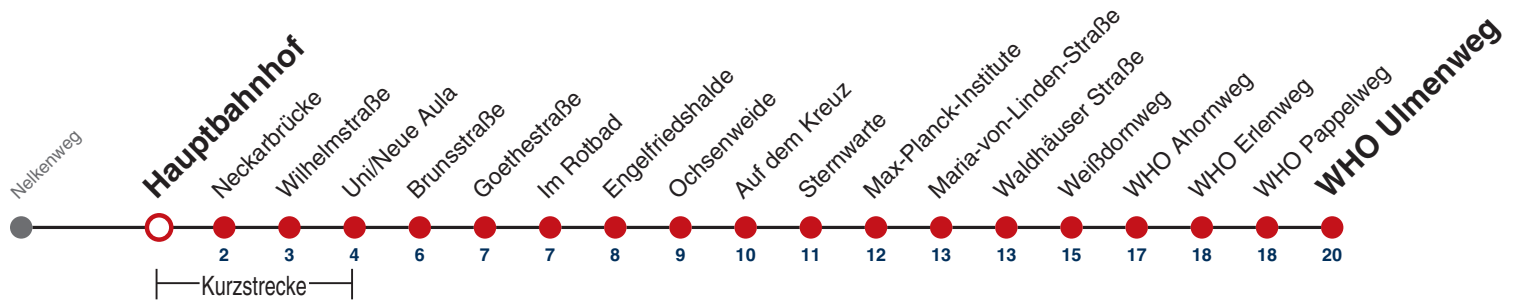 Nelkenweg
Hauptbahnhof
Neckarbrücke
Wilhelmstraße
Uni/Neue Aula
Brunsstraße
Goethestraße
Im Rotbad
Engelfriedshalde
Ochsenweide
Auf dem Kreuz
Sternwarte
Max-Planck-Institute
Maria-von-Linden-Straße
Waldhäuser Straße
Weißdornweg
WHO Ahornweg
WHO Erlenweg
WHO Pappelweg
WHO Ulmenweg
2 3 4 6 7 7 8 9 10 11 12 13 13 15 17 18 18 20
Kurzstrecke